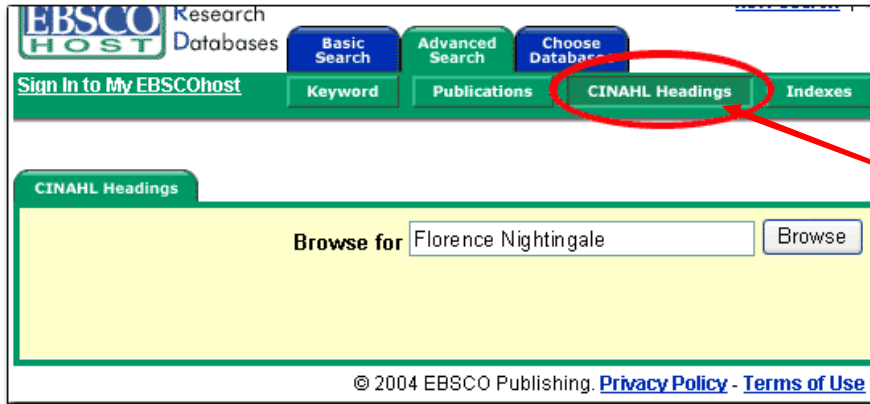 EBSCO Research
HOST Databases
Basic Search
Advanced Search
Choose Databases
Sign In to My EBSCOhost
Keyword
Publications
CINAHL Headings
Indexes
CINAHL Headings
Browse for Florence Nightingale Browse
© 2004 EBSCO Publishing. Privacy Policy - Terms of Use